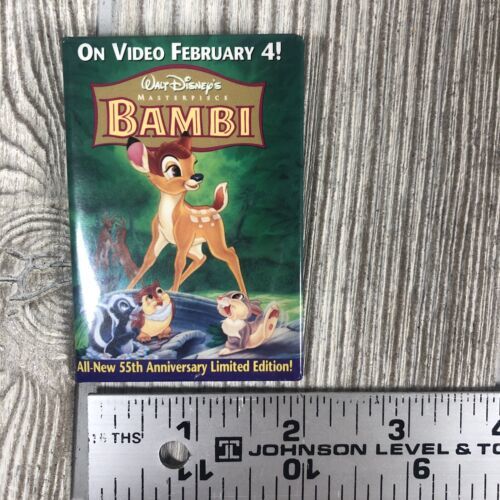 ON VIDEO FEBRUARY 4!
WALT DISNEY'S
MASTERPIECE
BAMBI
All-New 55th Anniversary Limited Edition!
1 2 3 4
THS
JOHNSON LEVEL & TO
11 10 9